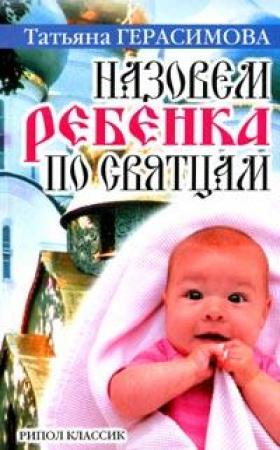 Татьяна ГЕРАСИМОВА
НАЗОВЕМ
РЕБЕНКА
ПО СВЯТЦАМ
РИПОЛ КЛАССИК